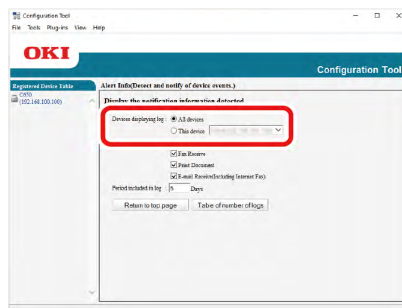 Configuration Tool
File Tools Plug-ins View Help
OKI
Configuration Tool
Registered Device Table
(192.168.100.100)
Alert Info(Detect and notify of device events.)
Display the notification information detected
Devices displaying log : All devices
This device
Fax Receive
Print Document
E-mail Receive(Including Internet Fax)
Period included in log : 5 Days
Return to top page Table of number of logs